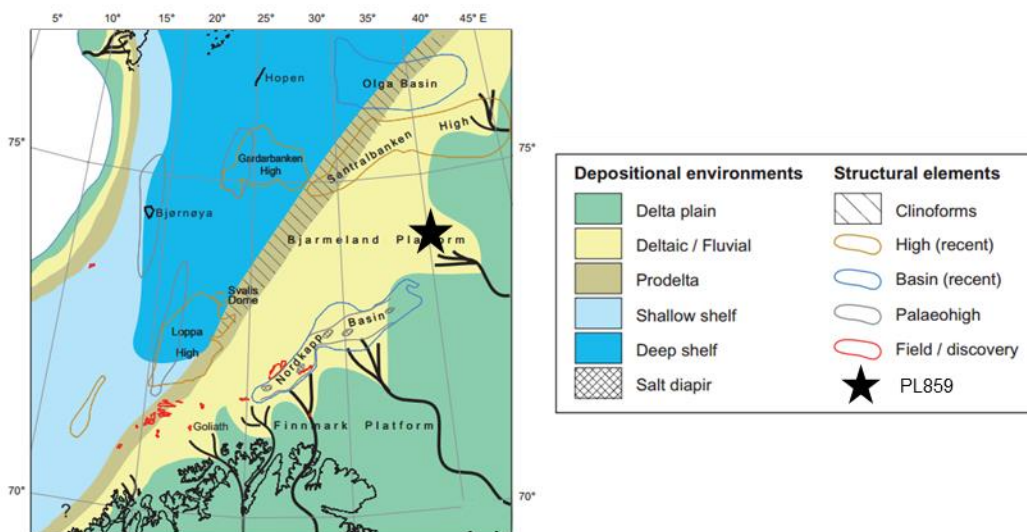 5° 10° 15° 20° 25° 30° 35° 40° 45° E
75°
75°
70°
70°
Hopen
Olga Basin
Gardarbanken
High
Santralbanken High
Bjørnøya
Bjarmeland Platform
Svalis
Dome
Loppa
High
Nordkapp Basin
Goliath
Finnmark Platform
?
Depositional environments
Delta plain
Deltaic / Fluvial
Prodelta
Shallow shelf
Deep shelf
Salt diapir
Structural elements
Clinoforms
High (recent)
Basin (recent)
Palaeohigh
Field / discovery
PL859